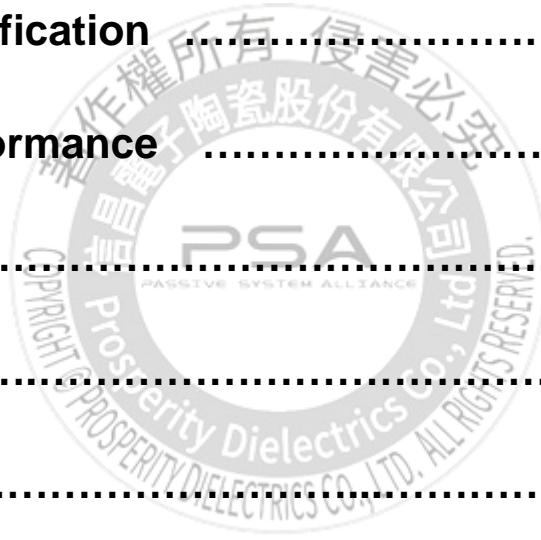 ification ..............................
著作權所有 侵害必究
ormance ..............................
信昌電子陶瓷股份有限公司
PSA
PASSIVE SYSTEM ALLIANCE
..............................
Prosperity Dielectrics Co., Ltd
..............................
COPYRIGHT @ PROSPERITY DIELECTRICS CO., LTD. ALL RIGHTS RESERVED.
..............................